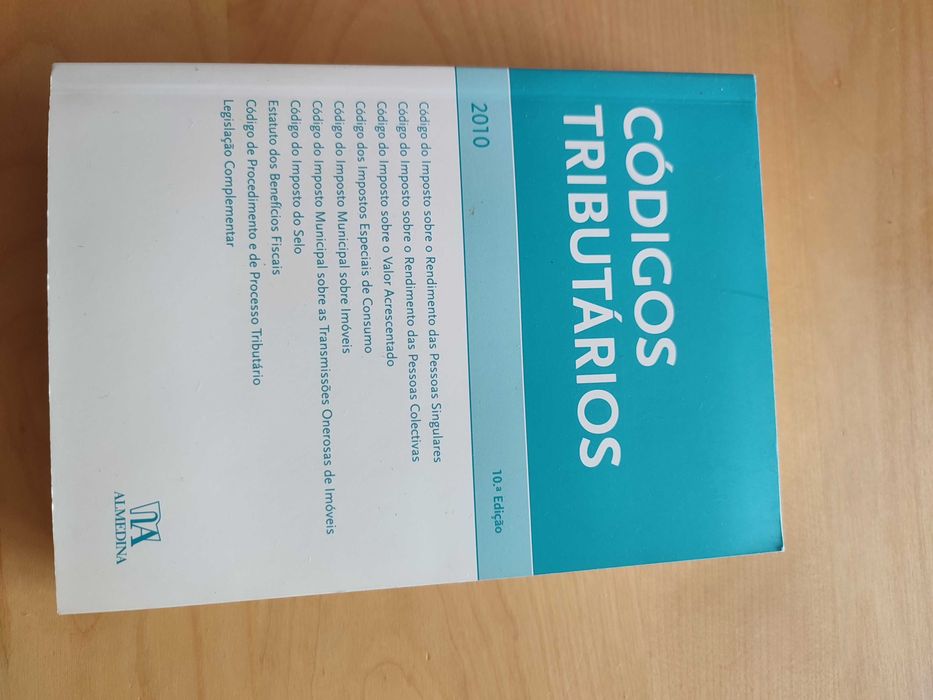 CÓDIGOS
TRIBUTÁRIOS
2010
10.ª Edição
Código do Imposto sobre o Rendimento das Pessoas Singulares
Código do Imposto sobre o Rendimento das Pessoas Colectivas
Código do Imposto sobre o Valor Acrescentado
Código dos Impostos Especiais de Consumo
Código do Imposto Municipal sobre Imóveis
Código do Imposto Municipal sobre as Transmissões Onerosas de Imóveis
Código do Imposto do Selo
Estatuto dos Benefícios Fiscais
Código de Procedimento e de Processo Tributário
Legislação Complementar
ALMEDINA